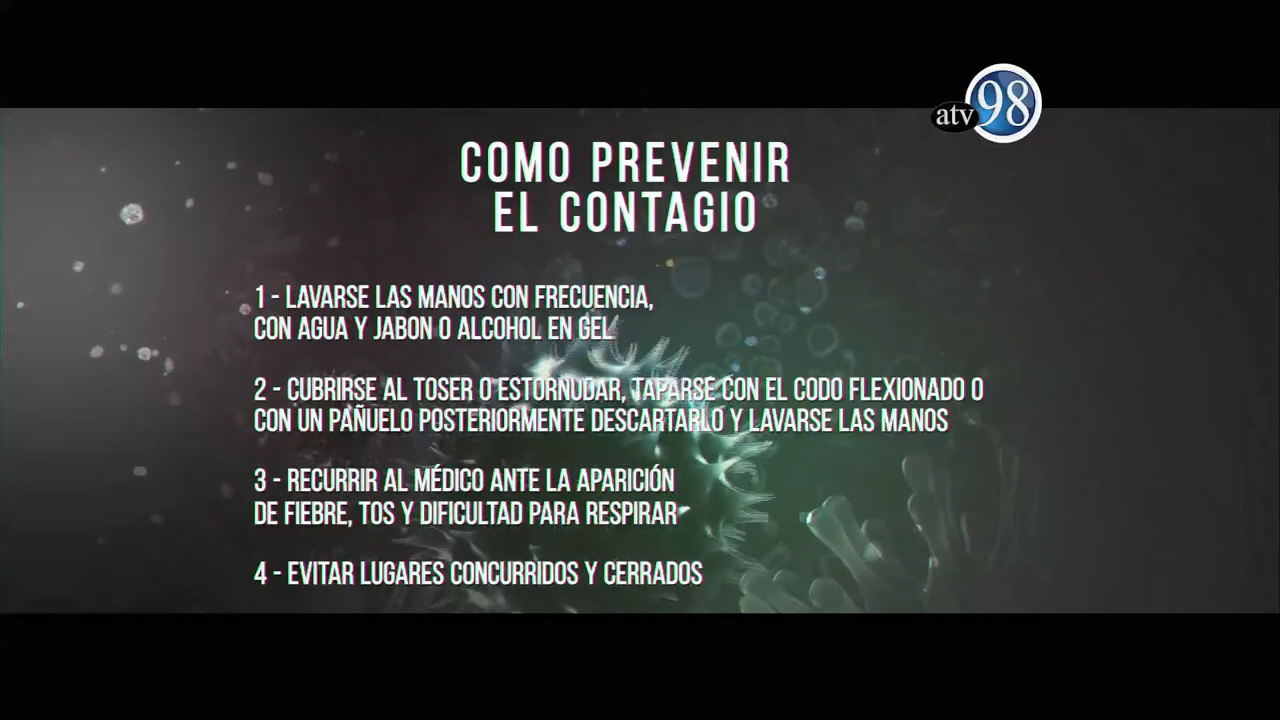 atv 98
COMO PREVENIR
EL CONTAGIO
1 - LAVARSE LAS MANOS CON FRECUENCIA,
CON AGUA Y JABON O ALCOHOL EN GEL
2 - CUBRIRSE AL TOSER O ESTORNUDAR, TAPARSE CON EL CODO FLEXIONADO O
CON UN PAÑUELO POSTERIORMENTE DESCARTARLO Y LAVARSE LAS MANOS
3 - RECURRIR AL MÉDICO ANTE LA APARICIÓN
DE FIEBRE, TOS Y DIFICULTAD PARA RESPIRAR
4 - EVITAR LUGARES CONCURRIDOS Y CERRADOS